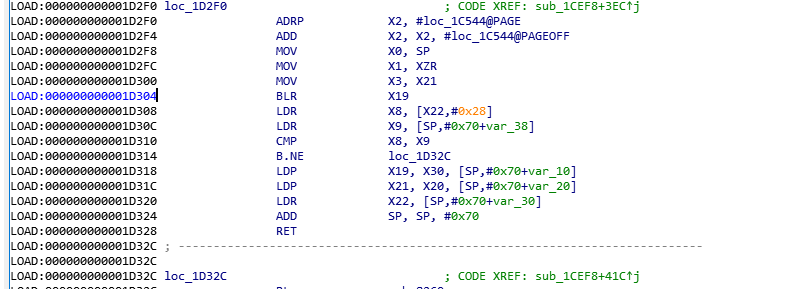 LOAD:000000000001D2F0 loc_1D2F0 ; CODE XREF: sub_1CEF8+3EC↑j
LOAD:000000000001D2F0 ADRP X2, #loc_1C544@PAGE
LOAD:000000000001D2F4 ADD X2, X2, #loc_1C544@PAGEOFF
LOAD:000000000001D2F8 MOV X0, SP
LOAD:000000000001D2FC MOV X1, XZR
LOAD:000000000001D300 MOV X3, X21
LOAD:000000000001D304 BLR X19
LOAD:000000000001D308 LDR X8, [X22,#0x28]
LOAD:000000000001D30C LDR X9, [SP,#0x70+var_38]
LOAD:000000000001D310 CMP X8, X9
LOAD:000000000001D314 B.NE loc_1D32C
LOAD:000000000001D318 LDP X19, X30, [SP,#0x70+var_10]
LOAD:000000000001D31C LDP X21, X20, [SP,#0x70+var_20]
LOAD:000000000001D320 LDR X22, [SP,#0x70+var_30]
LOAD:000000000001D324 ADD SP, SP, #0x70
LOAD:000000000001D328 RET
LOAD:000000000001D32C ; ---------------------------------------------------------------------------
LOAD:000000000001D32C
LOAD:000000000001D32C loc_1D32C ; CODE XREF: sub_1CEF8+41C↑j